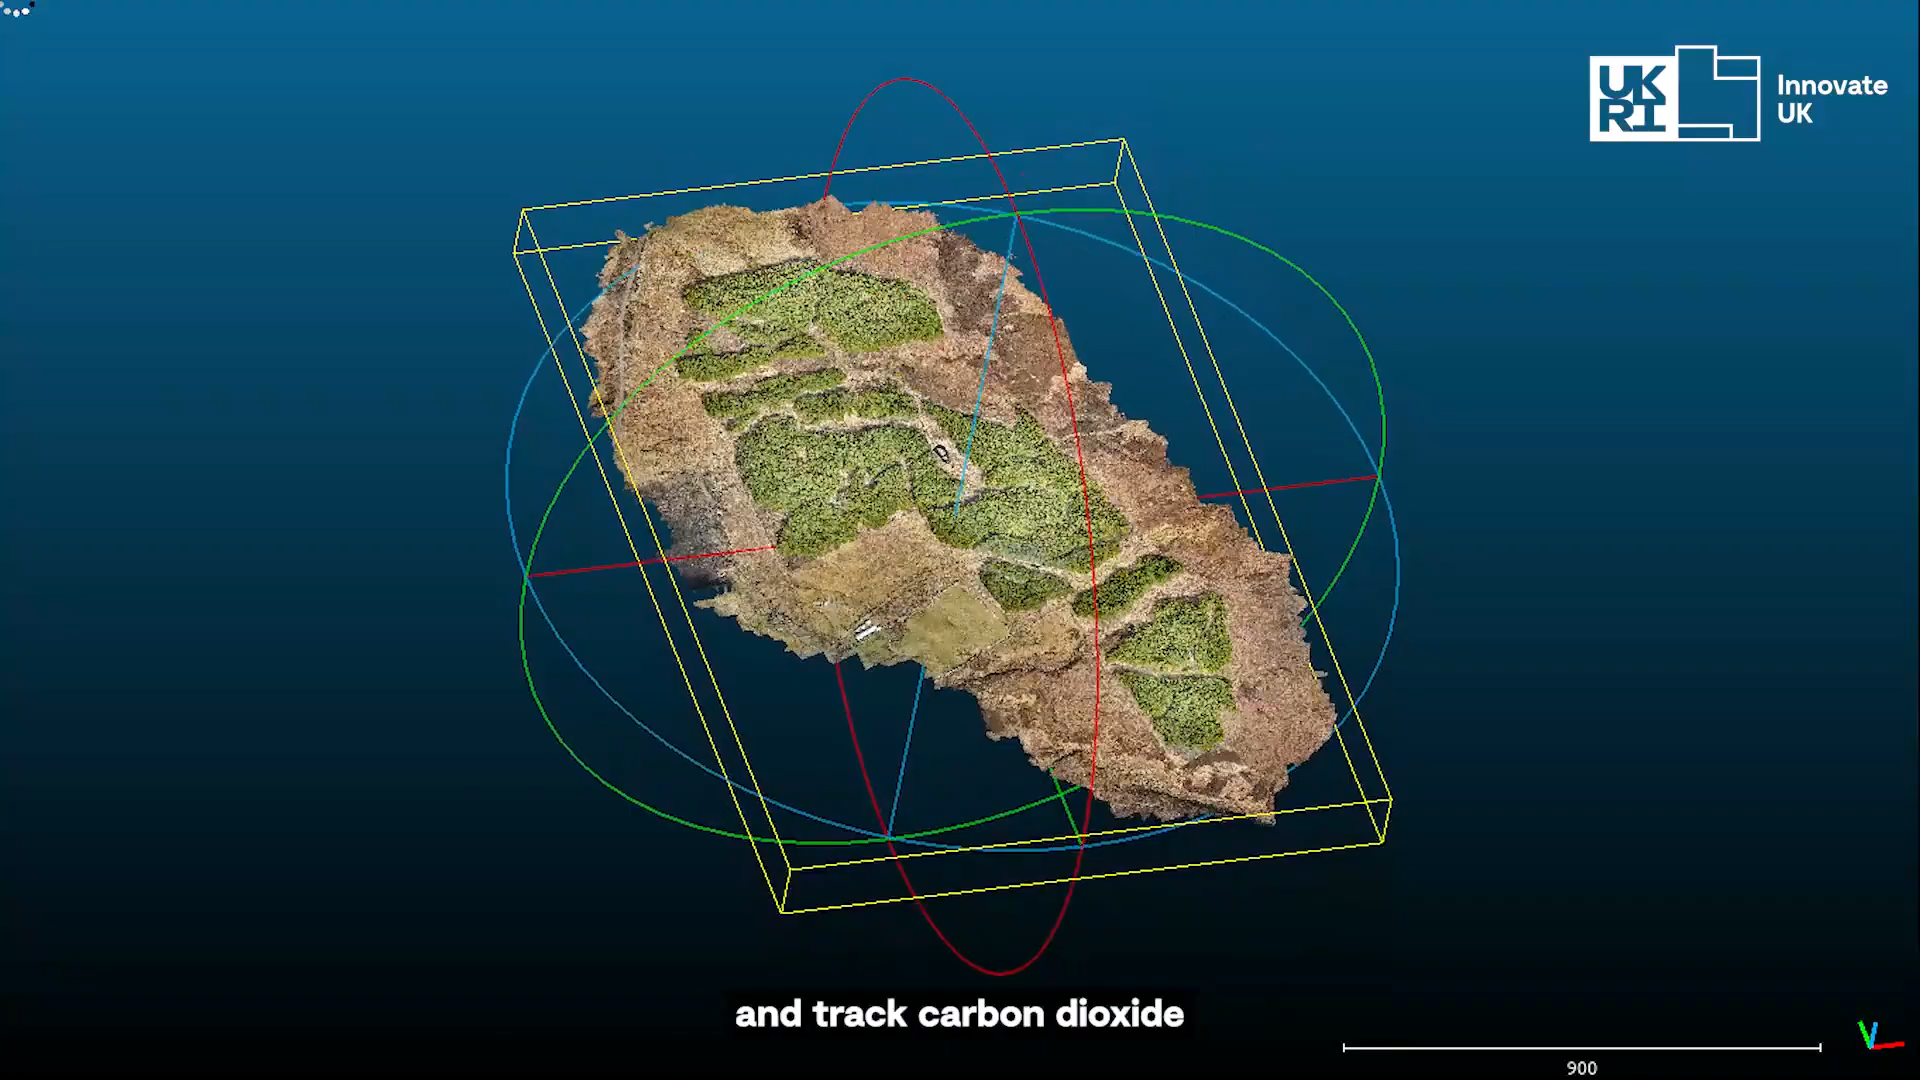 UK
RI
Innovate
UK
and track carbon dioxide
900